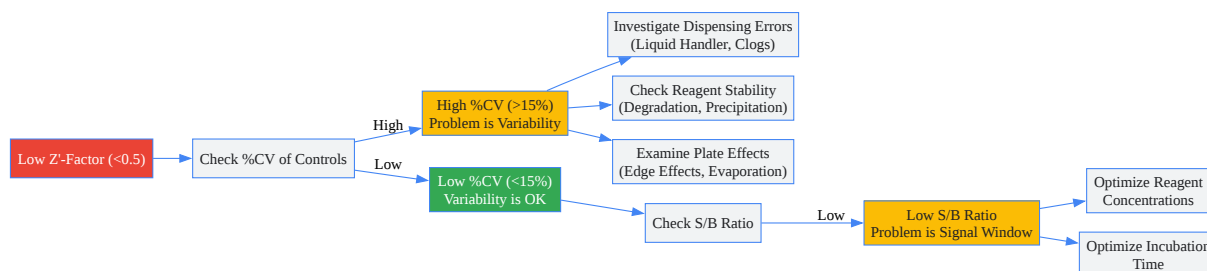 Investigate Dispensing Errors
(Liquid Handler, Clogs)
Check Reagent Stability
(Degradation, Precipitation)
High %CV (>15%)
Problem is Variability
High
Examine Plate Effects
(Edge Effects, Evaporation)
Low Z'-Factor (<0.5)
Check %CV of Controls
Low
Low %CV (<15%)
Variability is OK
Check S/B Ratio
Low
Low S/B Ratio
Problem is Signal Window
Optimize Reagent
Concentrations
Optimize Incubation
Time